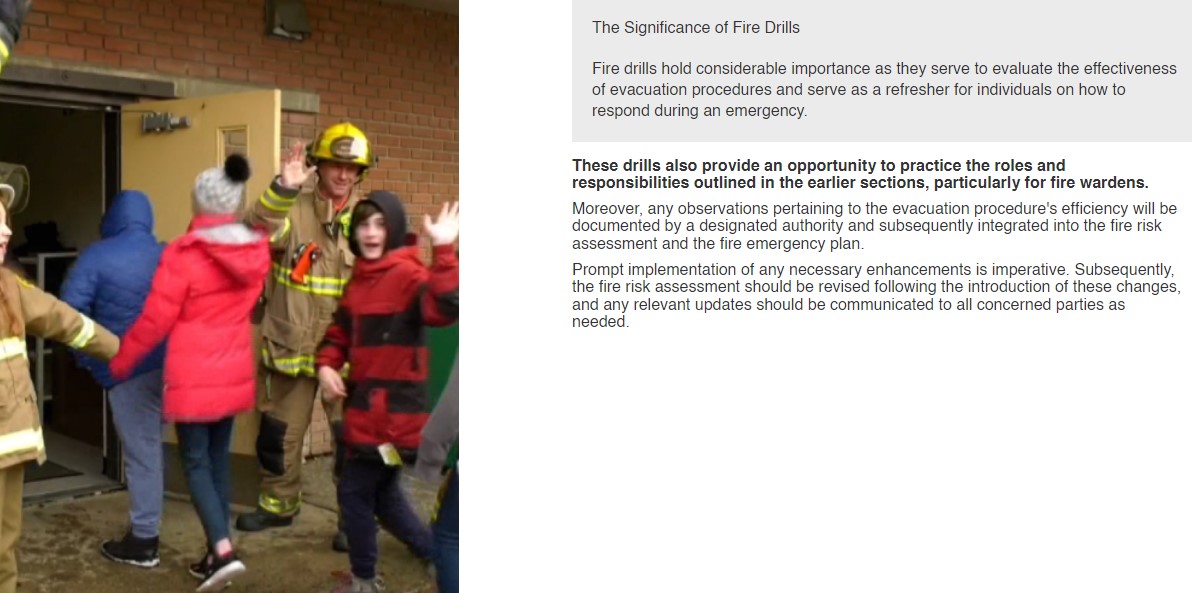 The Significance of Fire Drills
Fire drills hold considerable importance as they serve to evaluate the effectiveness
of evacuation procedures and serve as a refresher for individuals on how to
respond during an emergency.
These drills also provide an opportunity to practice the roles and
responsibilities outlined in the earlier sections, particularly for fire wardens.
Moreover, any observations pertaining to the evacuation procedure's efficiency will be
documented by a designated authority and subsequently integrated into the fire risk
assessment and the fire emergency plan.
Prompt implementation of any necessary enhancements is imperative. Subsequently,
the fire risk assessment should be revised following the introduction of these changes,
and any relevant updates should be communicated to all concerned parties as
needed.